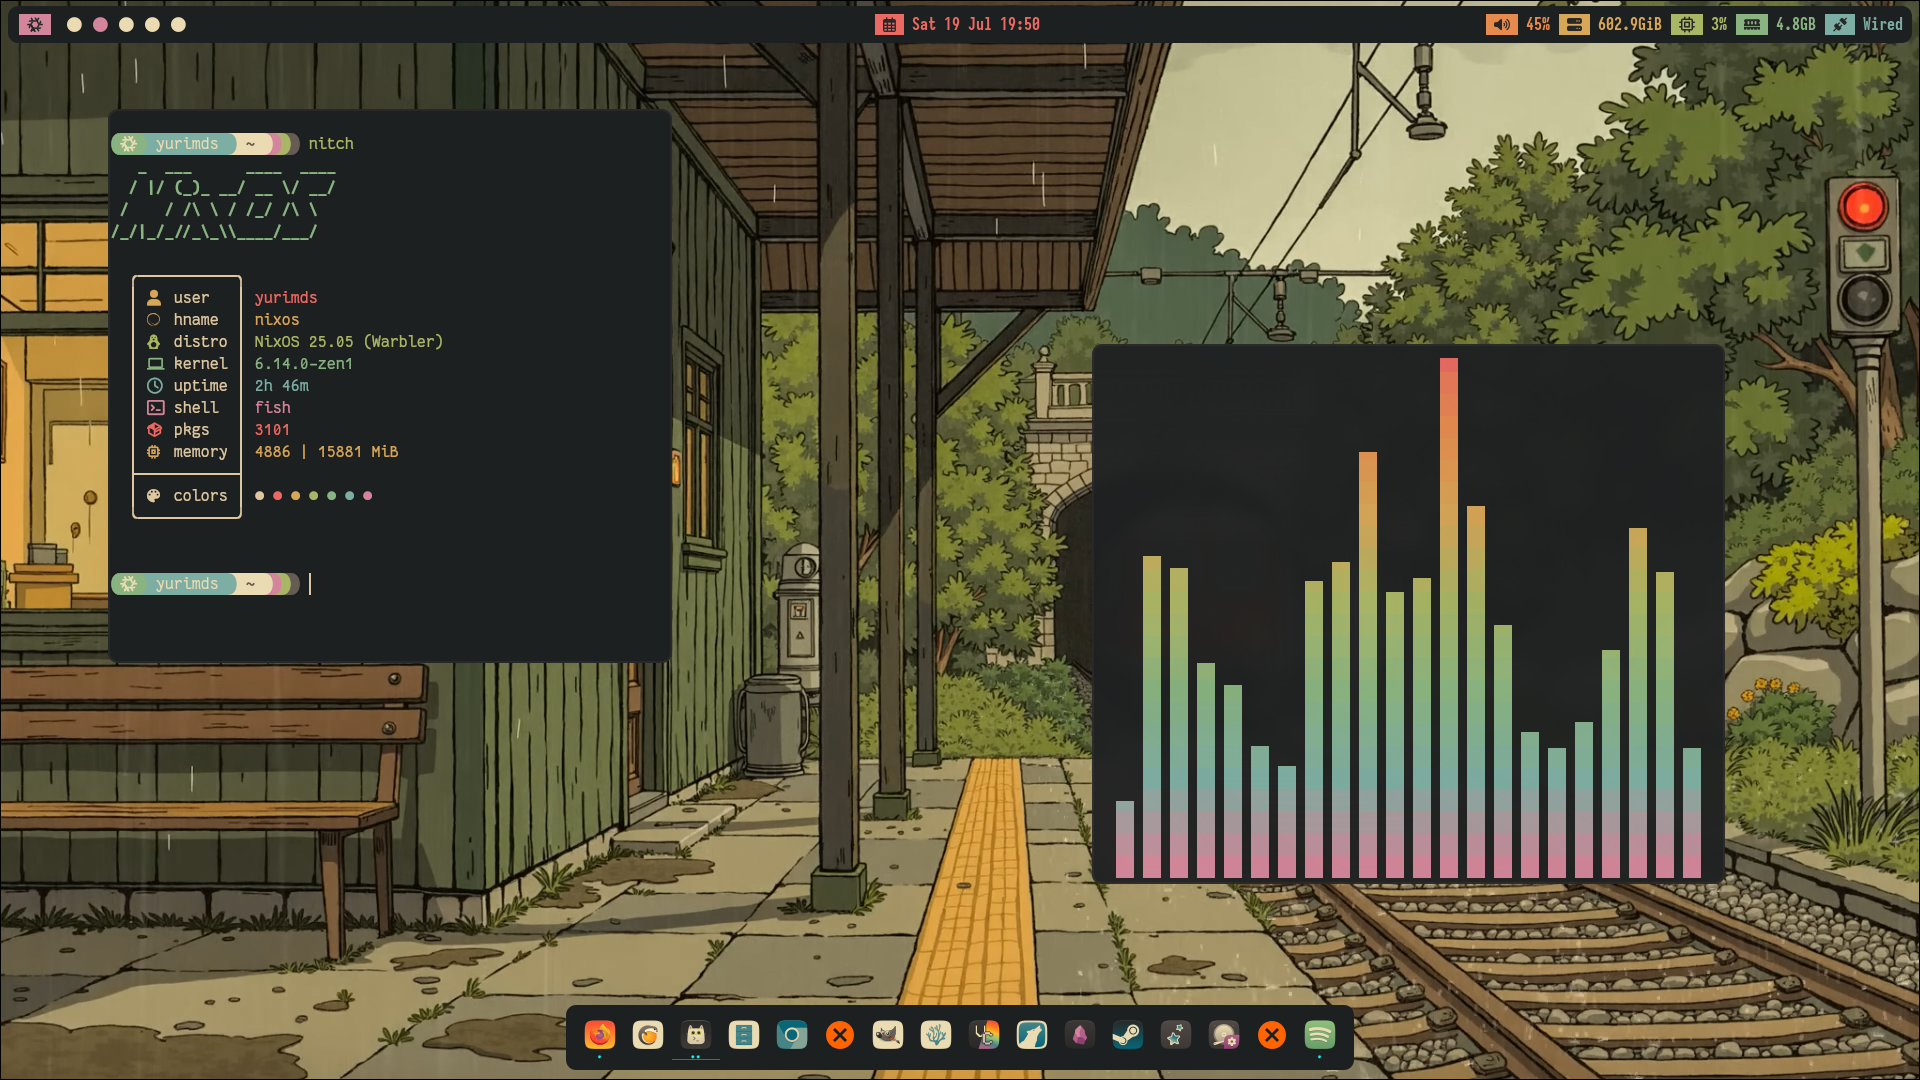 Sat 19 Jul 19:50
45% 602.9GiB 3% 4.8GB Wired
yurimds ~ nitch
user yurimds
hname nixos
distro NixOS 25.05 (Warbler)
kernel 6.14.0-zen1
uptime 2h 46m
shell fish
pkgs 3101
memory 4886 | 15881 MiB
colors
yurimds ~